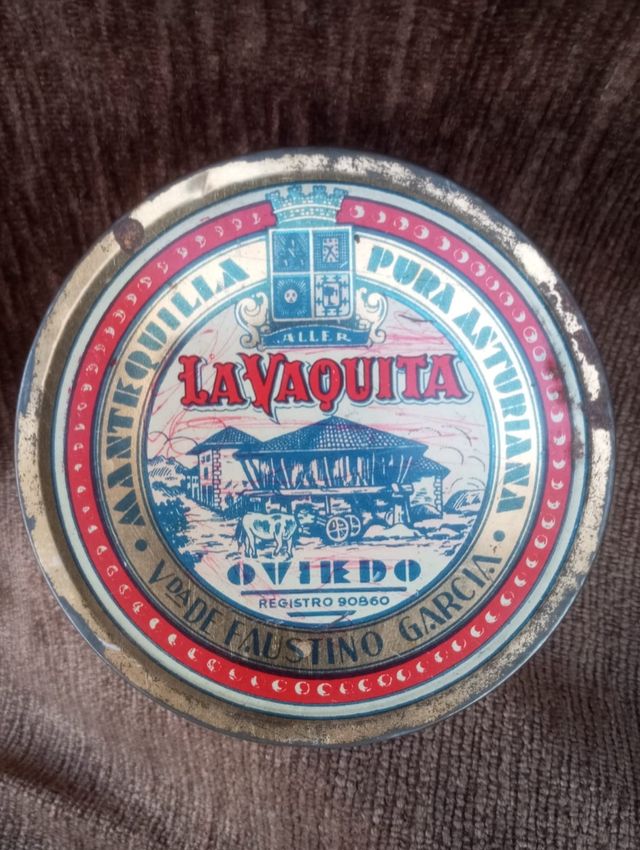 ALLER
MANTEQUILLA PURA ASTURIANA
LA VAQUITA
OVIEDO
REGISTRO 90860
VDA DE FAUSTINO GARCIA